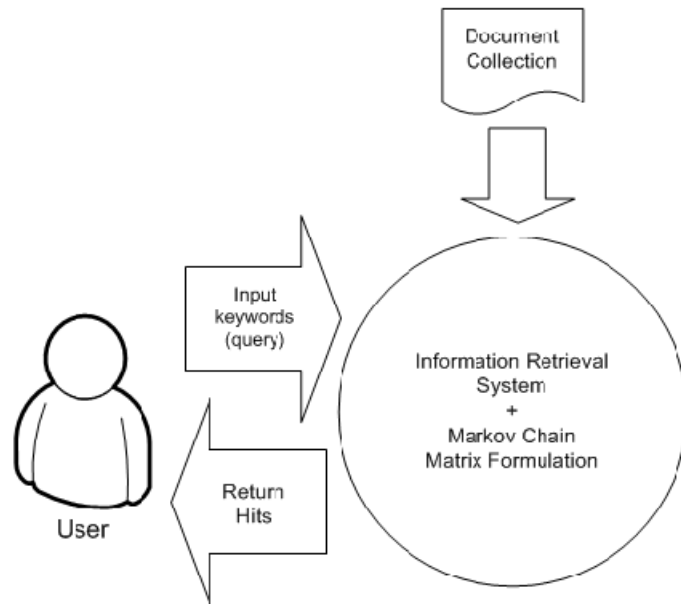 Document
Collection
Input
keywords
(query)
Information Retrieval
System
+
Markov Chain
Matrix Formulation
Return
Hits
User